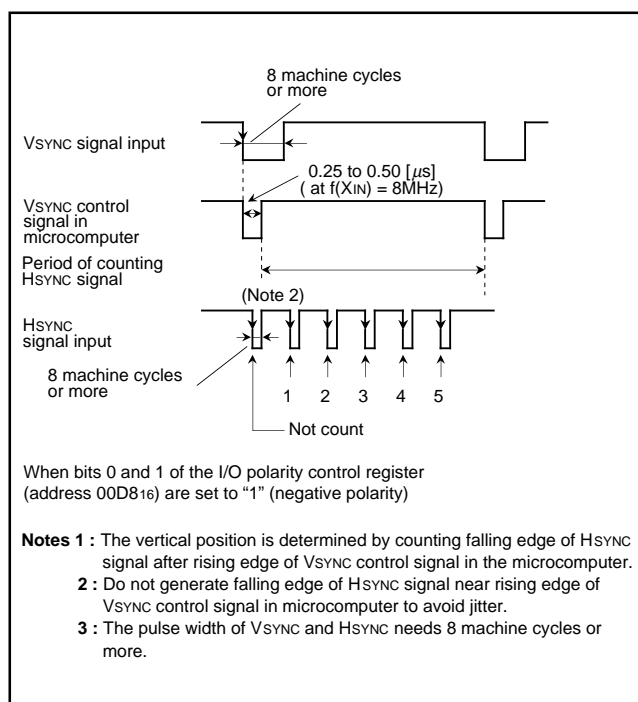 8 machine cycles
or more
VSYNC signal input
0.25 to 0.50 [μs]
( at f(XIN) = 8MHz)
VSYNC control
signal in
microcomputer
Period of counting
HSYNC signal
(Note 2)
HSYNC
signal input
8 machine cycles
or more
1 2 3 4 5
Not count
When bits 0 and 1 of the I/O polarity control register
(address 00D816) are set to “1” (negative polarity)
Notes 1 : The vertical position is determined by counting falling edge of HSYNC
signal after rising edge of VSYNC control signal in the microcomputer.
2 : Do not generate falling edge of HSYNC signal near rising edge of
VSYNC control signal in microcomputer to avoid jitter.
3 : The pulse width of VSYNC and HSYNC needs 8 machine cycles or
more.